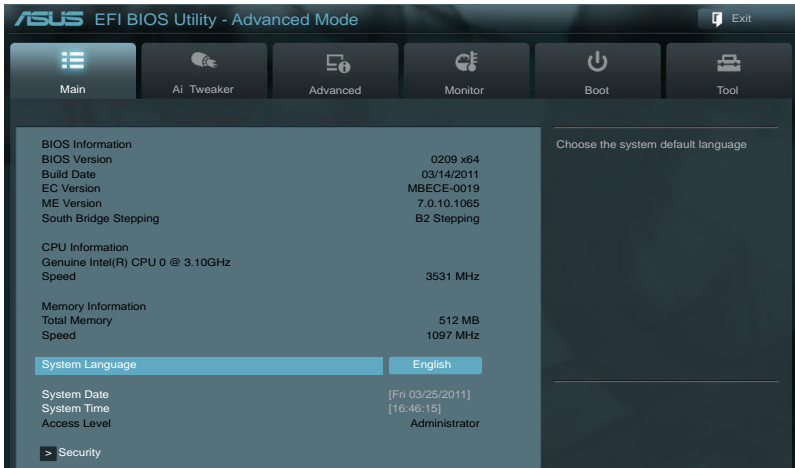 ASUS EFI BIOS Utility - Advanced Mode
Exit
Main
Ai Tweaker
Advanced
Monitor
Boot
Tool
Choose the system default language
BIOS Information
BIOS Version 0209 x64
Build Date 03/14/2011
EC Version MBECE-0019
ME Version 7.0.10.1065
South Bridge Stepping B2 Stepping
CPU Information
Genuine Intel(R) CPU 0 @ 3.10GHz
Speed 3531 MHz
Memory Information
Total Memory 512 MB
Speed 1097 MHz
System Language English
System Date [Fri 03/25/2011]
System Time [16:46:15]
Access Level Administrator
> Security